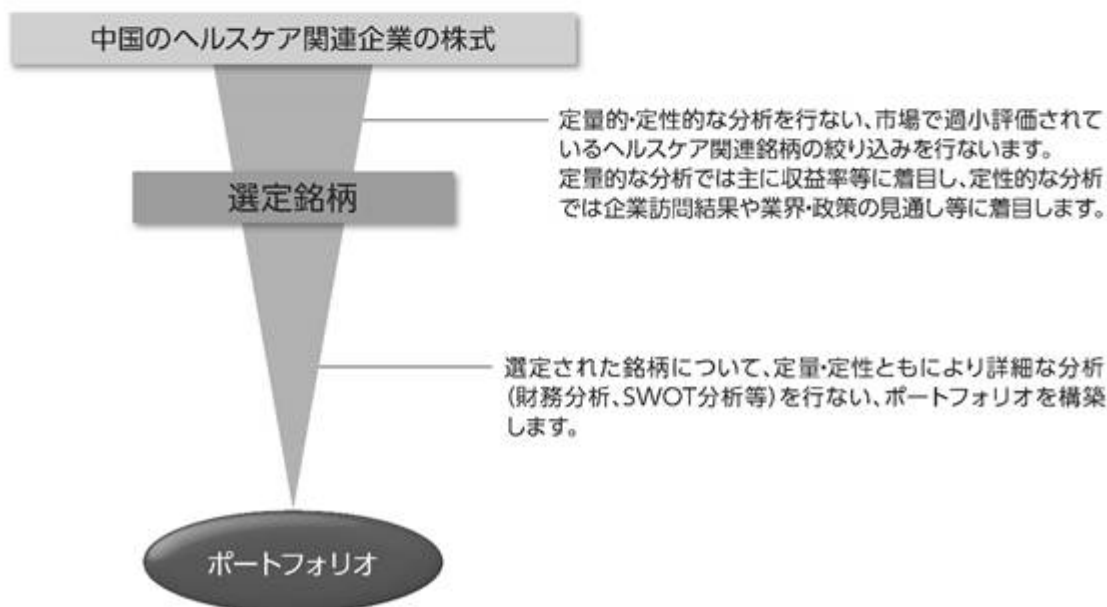 中国のヘルスケア関連企業の株式
定量的・定性的な分析を行ない、市場で過小評価されて
いるヘルスケア関連銘柄の絞り込みを行ないます。
定量的な分析では主に収益率等に着目し、定性的な分析
では企業訪問結果や業界・政策の見通し等に着目します。
選定銘柄
選定された銘柄について、定量・定性ともにより詳細な分析
(財務分析、SWOT分析等)を行ない、ポートフォリオを構築
します。
ポートフォリオ